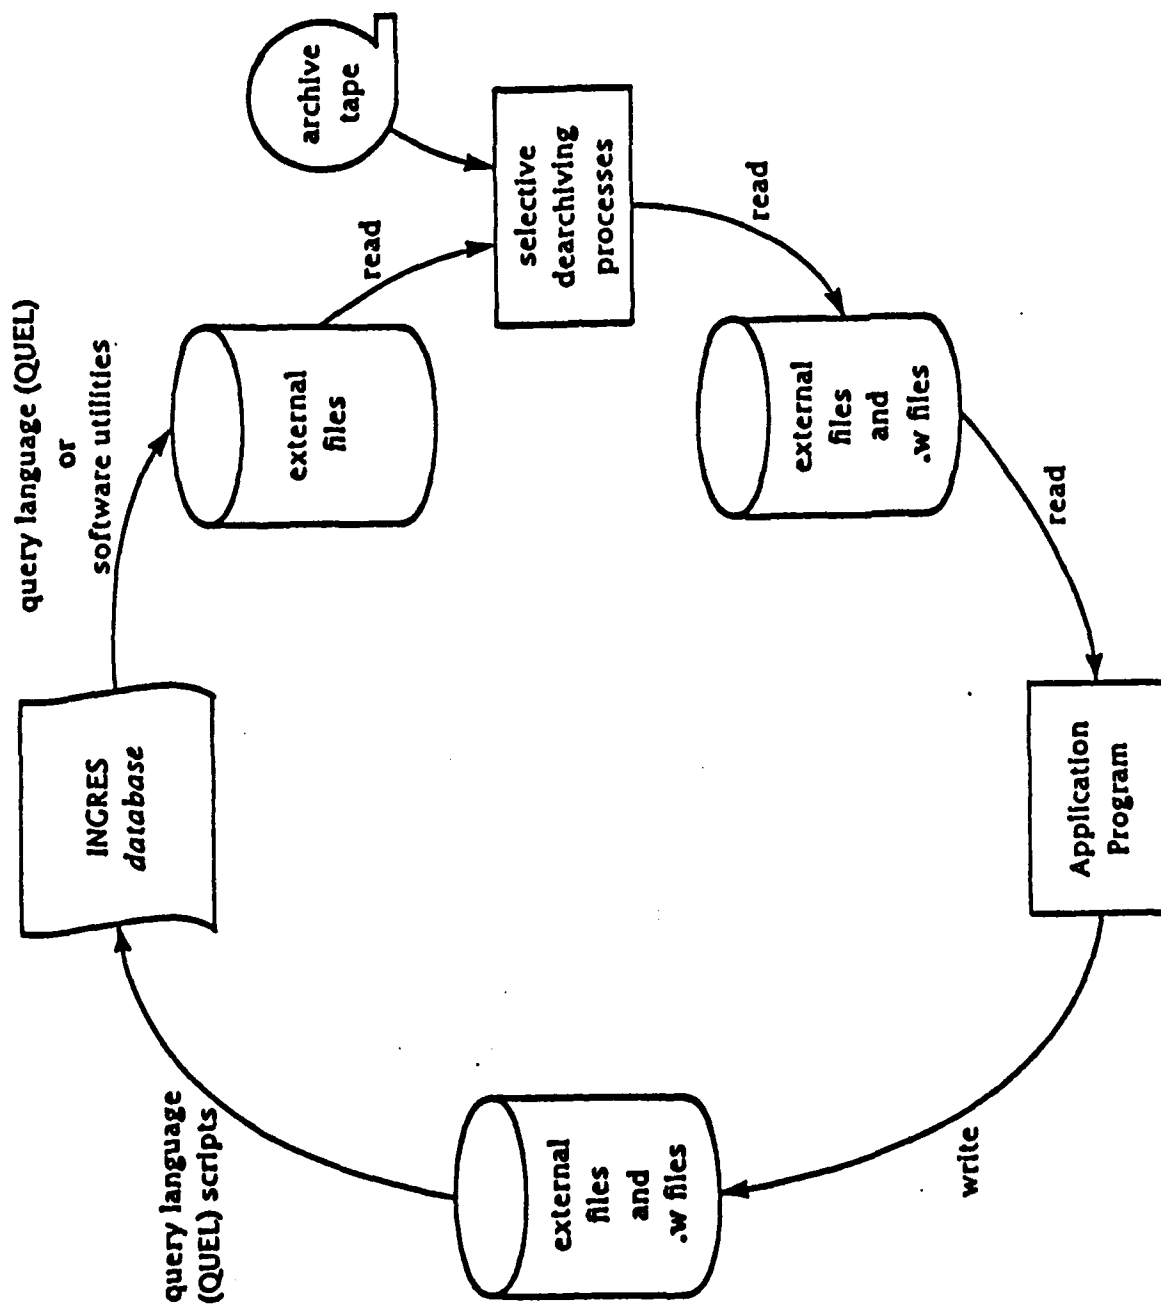 query language (QUEL)
or
software utilities
INGRES
database
external
files
read
archive
tape
selective
dearchiving
processes
read
external
files
and
.w files
read
Application
Program
write
external
files
and
.w files
query language
(QUEL) scripts